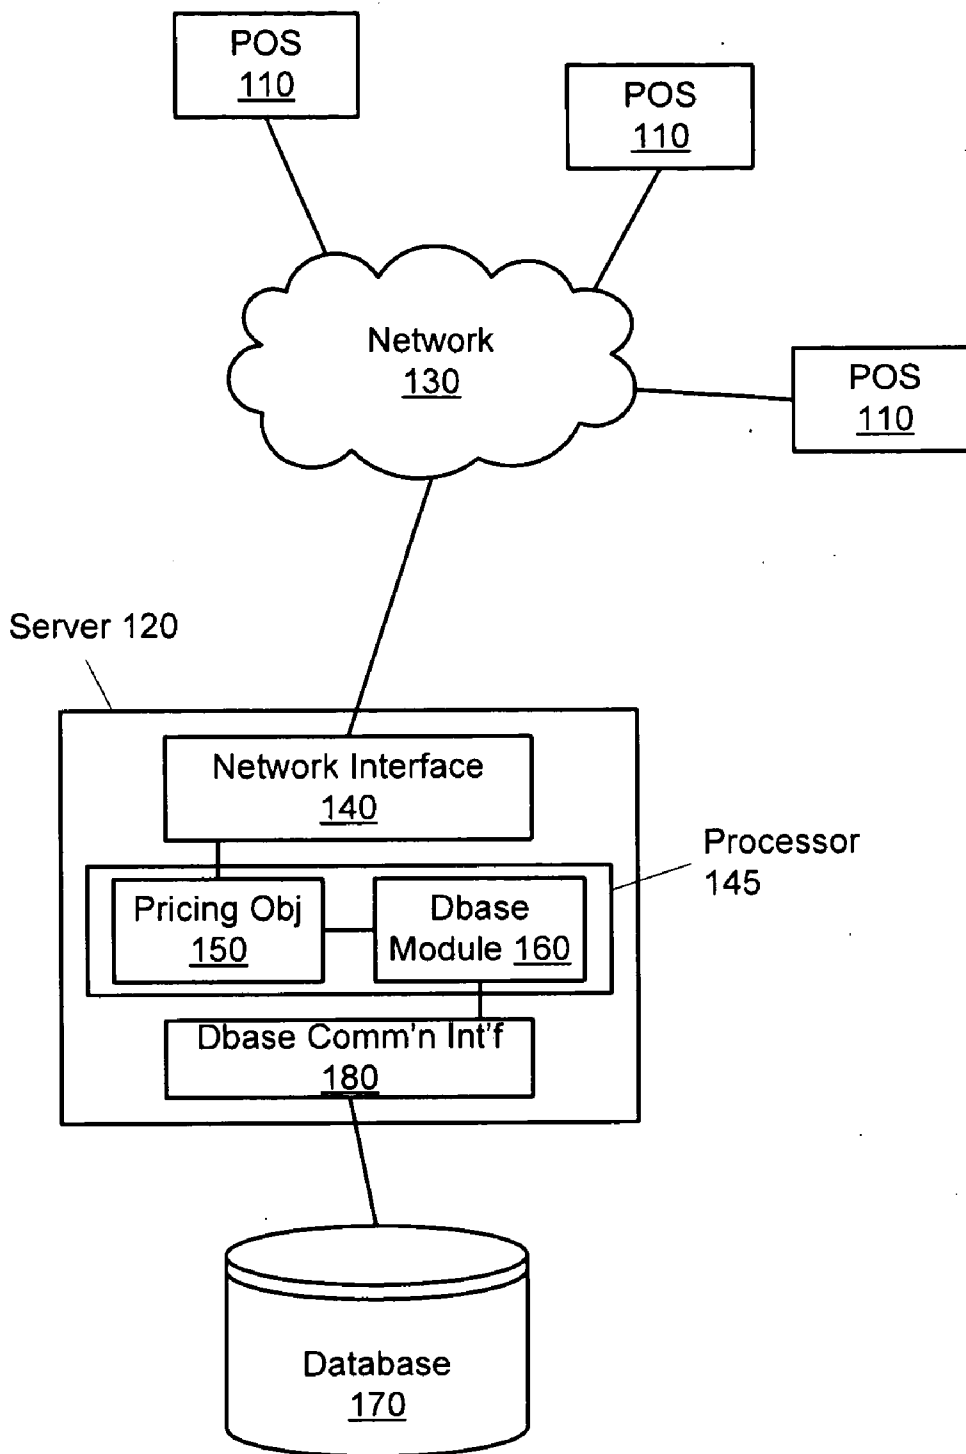 POS
110
POS
110
Network
130
POS
110
Server 120
Network Interface
140
Processor
145
Pricing Obj
150
Dbase
Module 160
Dbase Comm'n Int'f
180
Database
170